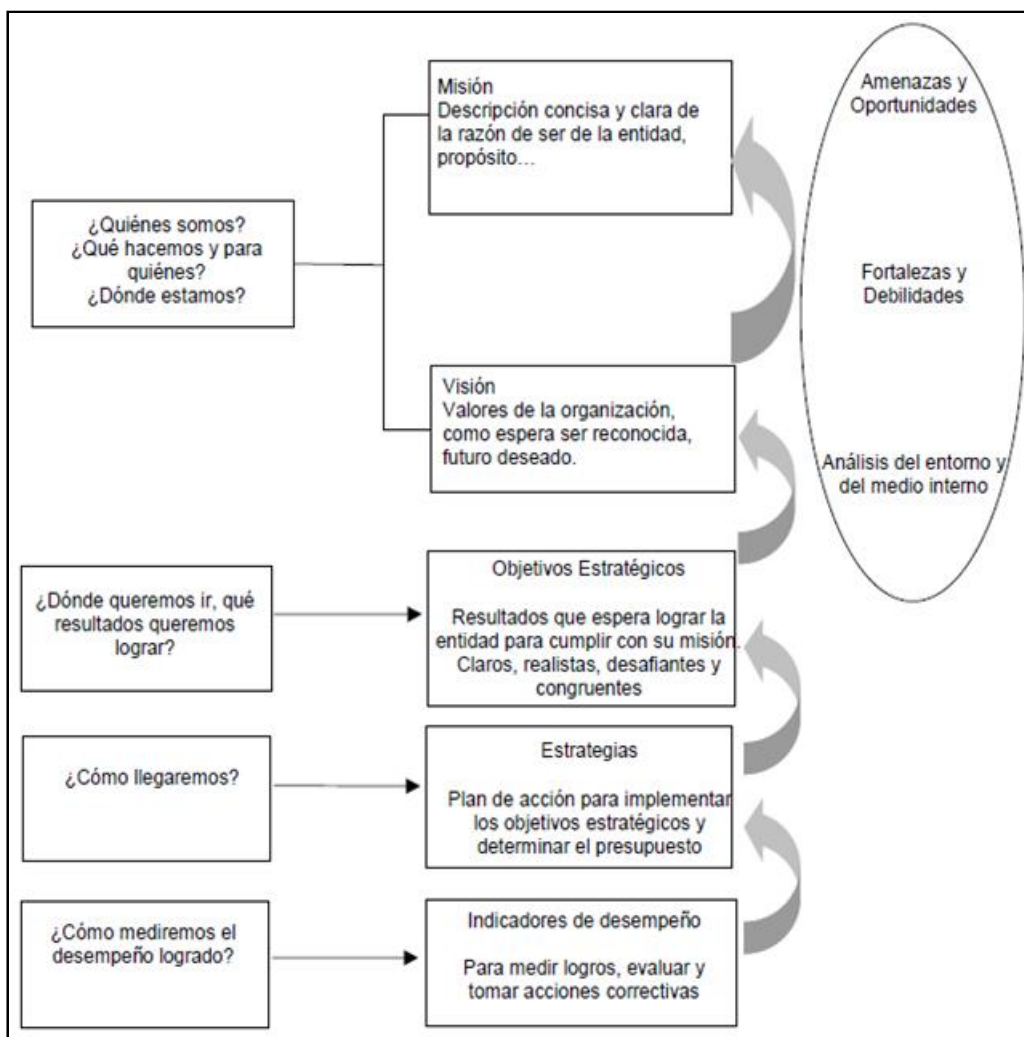 Misión
Descripción concisa y clara de
la razón de ser de la entidad,
propósito…
Amenazas y
Oportunidades
¿Quiénes somos?
¿Qué hacemos y para
quiénes?
¿Dónde estamos?
Fortalezas y
Debilidades
Visión
Valores de la organización,
como espera ser reconocida,
futuro deseado.
Análisis del entorno y
del medio interno
¿Dónde queremos ir, qué
resultados queremos
lograr?
Objetivos Estratégicos
Resultados que espera lograr la
entidad para cumplir con su misión.
Claros, realistas, desafiantes y
congruentes
¿Cómo llegaremos?
Estrategias
Plan de acción para implementar
los objetivos estratégicos y
determinar el presupuesto
¿Cómo mediremos el
desempeño logrado?
Indicadores de desempeño
Para medir logros, evaluar y
tomar acciones correctivas